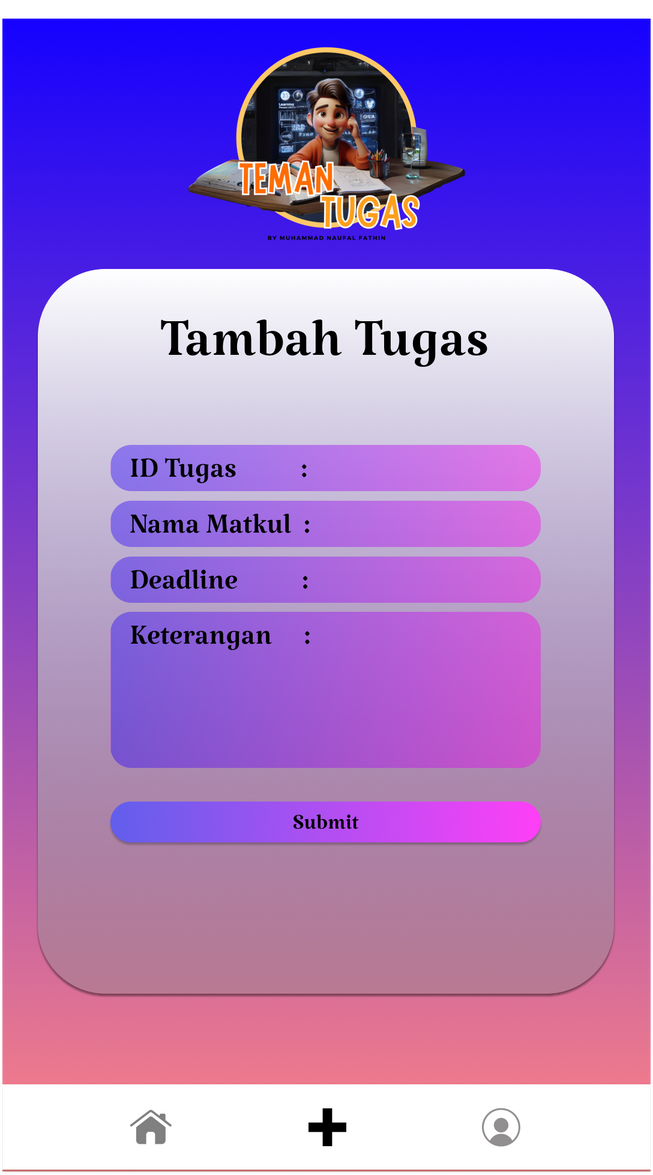 TEMAN
TUGAS
BY MUHAMMAD NAUFAL FATHIN
Tambah Tugas
ID Tugas :
Nama Matkul :
Deadline :
Keterangan :
Submit